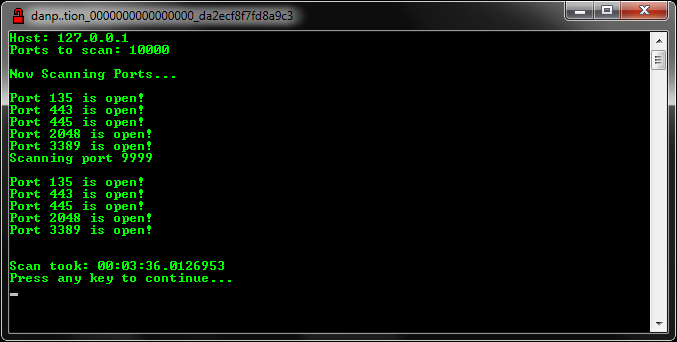 danp..tion_0000000000000000_da2ecf8f7fd8a9c3
Host: 127.0.0.1
Ports to scan: 10000
Now Scanning Ports...
Port 135 is open!
Port 443 is open!
Port 445 is open!
Port 2048 is open!
Port 3389 is open!
Scanning port 9999
Port 135 is open!
Port 443 is open!
Port 445 is open!
Port 2048 is open!
Port 3389 is open!
Scan took: 00:03:36.0126953
Press any key to continue...